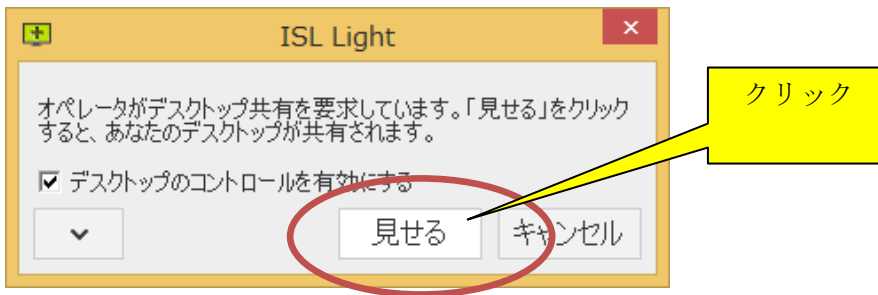 ISL Light
オペレータがデスクトップ共有を要求しています。「見せる」をクリック
すると、あなたのデスクトップが共有されます。
クリック
デスクトップのコントロールを有効にする
見せる
キャンセル